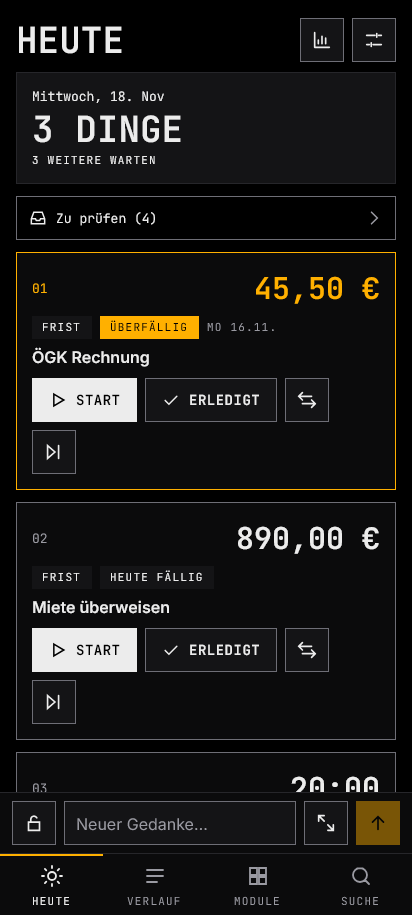 HEUTE
Mittwoch, 18. Nov
3 DINGE
3 WEITERE WARTEN
Zu prüfen (4)
01
45,50 €
FRIST ÜBERFÄLLIG MO 16.11.
ÖGK Rechnung
START ERLEDIGT
02
890,00 €
FRIST HEUTE FÄLLIG
Miete überweisen
START ERLEDIGT
03
20:00
Neuer Gedanke…
HEUTE VERLAUF MODULE SUCHE